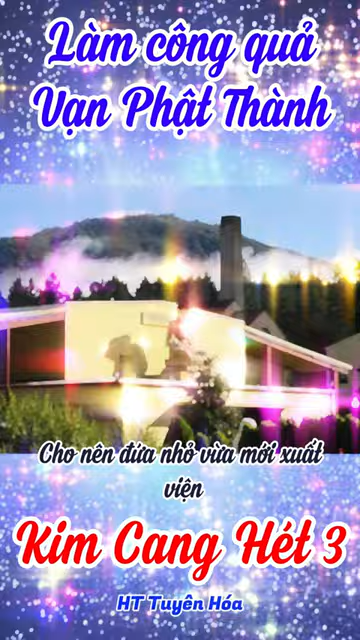 Làm công quả
Vạn Phật Thành
Cho nên đứa nhỏ vừa mới xuất
viện
Kim Cang Hét 3
HT Tuyên Hóa